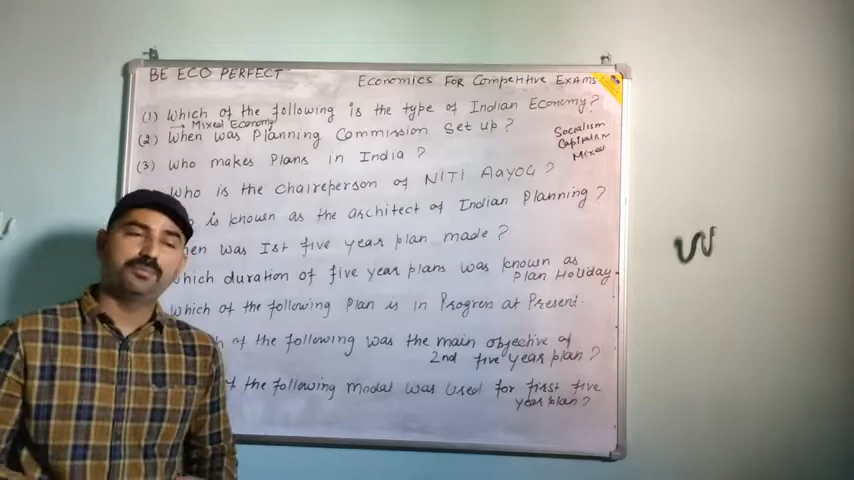 BE ECO PERFECT
ECONOMICS FOR COMPETITIVE EXAMS
(1) Which of the following is the type of Indian Economy?
→ Mixed Economy
(2) When was Planning Commission Set up?
Socialism
Capitalism
Mixed
(3) Who makes Plans in India?
Who is the chaireperson of NITI AAYOG?
is known as the architect of Indian Planning?
en was Ist five year plan made?
hich duration of five year plans was known as
Plan Holiday
Which of the following Plan is in Progress at Present.
h of the following was the main objective of
2nd five year plan?
f the following modal was used for first five
year plan?